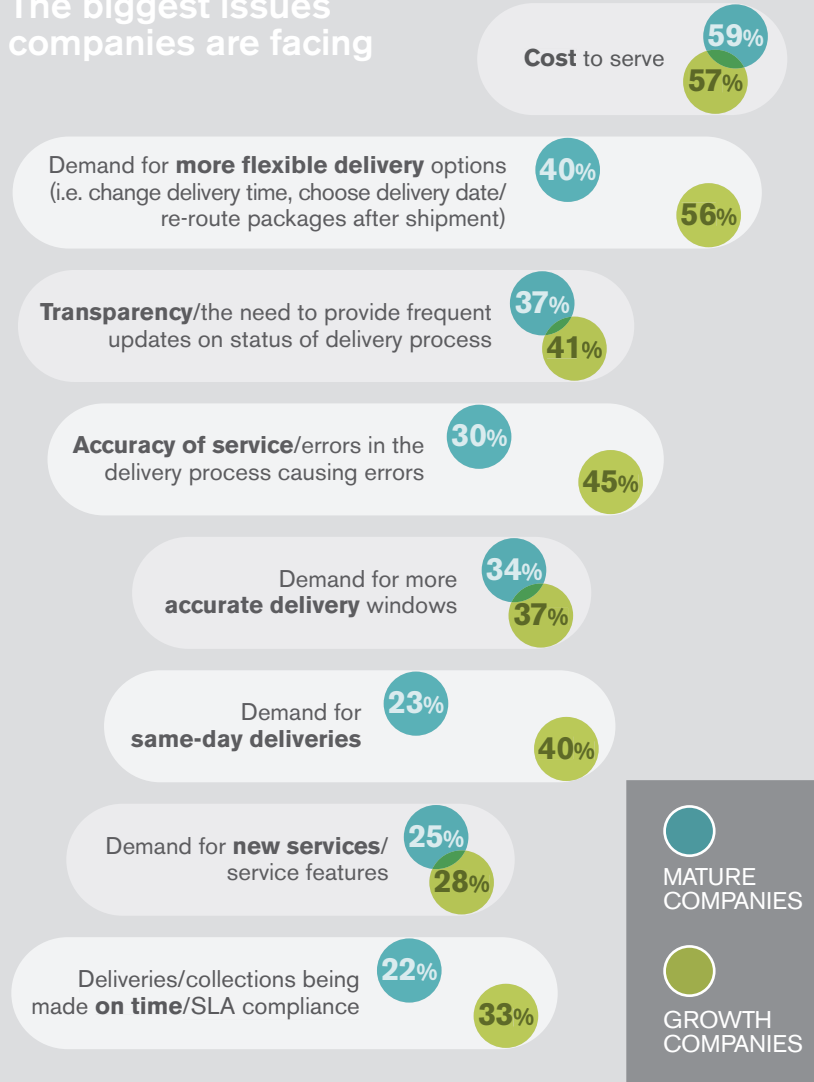 The biggest issues
companies are facing
Cost to serve
59%
57%
Demand for more flexible delivery options
(i.e. change delivery time, choose delivery date/
re-route packages after shipment)
40%
56%
Transparency/the need to provide frequent
updates on status of delivery process
37%
41%
Accuracy of service/errors in the
delivery process causing errors
30%
45%
Demand for more
accurate delivery windows
34%
37%
Demand for
same-day deliveries
23%
40%
Demand for new services/
service features
25%
28%
Deliveries/collections being
made on time/SLA compliance
22%
33%
MATURE
COMPANIES
GROWTH
COMPANIES